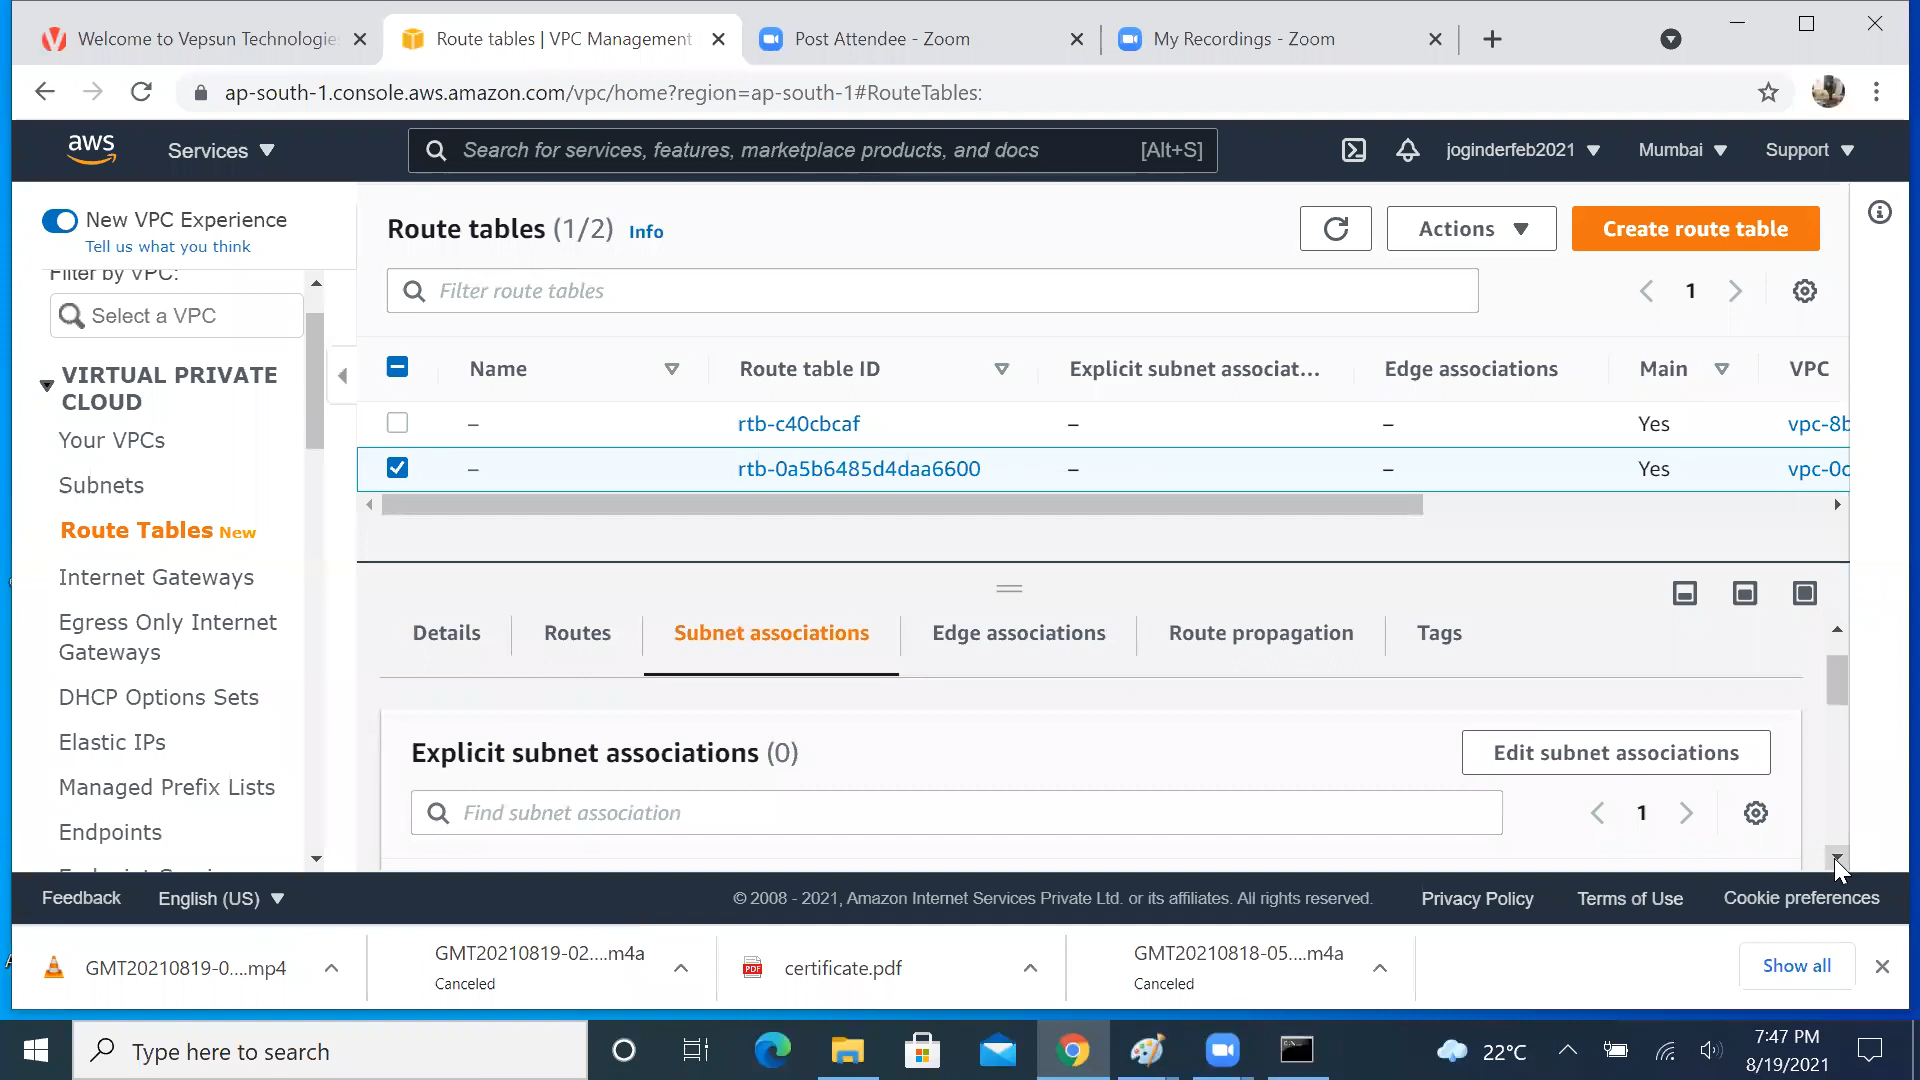 Welcome to Vepsun Technologie
Route tables | VPC Management
Post Attendee - Zoom
My Recordings - Zoom
ap-south-1.console.aws.amazon.com/vpc/home?region=ap-south-1#RouteTables:
aws
Services
Search for services, features, marketplace products, and docs [Alt+S]
joginderfeb2021
Mumbai
Support
New VPC Experience
Tell us what you think
Filter by VPC:
Select a VPC
VIRTUAL PRIVATE
CLOUD
Your VPCs
Subnets
Route Tables New
Internet Gateways
Egress Only Internet
Gateways
DHCP Options Sets
Elastic IPs
Managed Prefix Lists
Endpoints
Route tables (1/2) Info
Actions
Create route table
Filter route tables
1
Name Route table ID Explicit subnet associat... Edge associations Main VPC
– rtb-c40cbcaf – – Yes vpc-8b
– rtb-0a5b6485d4daa6600 – – Yes vpc-0c
Details Routes Subnet associations Edge associations Route propagation Tags
Explicit subnet associations (0)
Edit subnet associations
Find subnet association
1
Feedback English (US) © 2008 - 2021, Amazon Internet Services Private Ltd. or its affiliates. All rights reserved. Privacy Policy Terms of Use Cookie preferences
GMT20210819-0....mp4
GMT20210819-02....m4a
Canceled
certificate.pdf
GMT20210818-05....m4a
Canceled
Show all
Type here to search
22°C
7:47 PM
8/19/2021